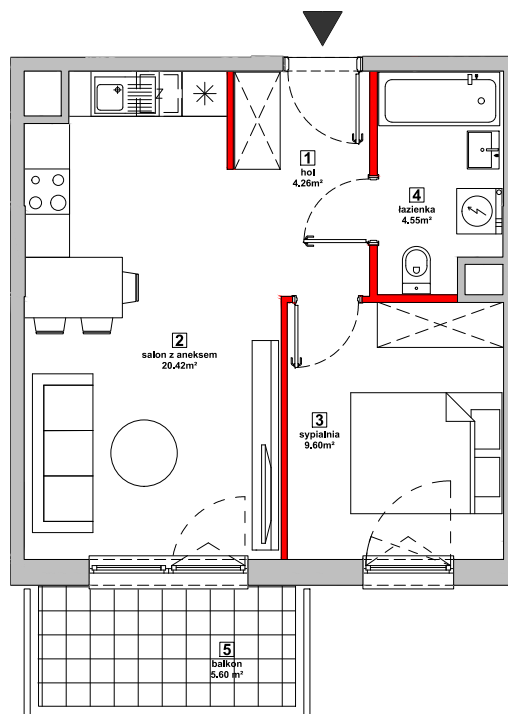 Z
1
hol
4.26m²
4
łazienka
4.55m²
2
salon z aneksem
20.42m²
3
sypialnia
9.60m²
5
balkon
5.60 m²